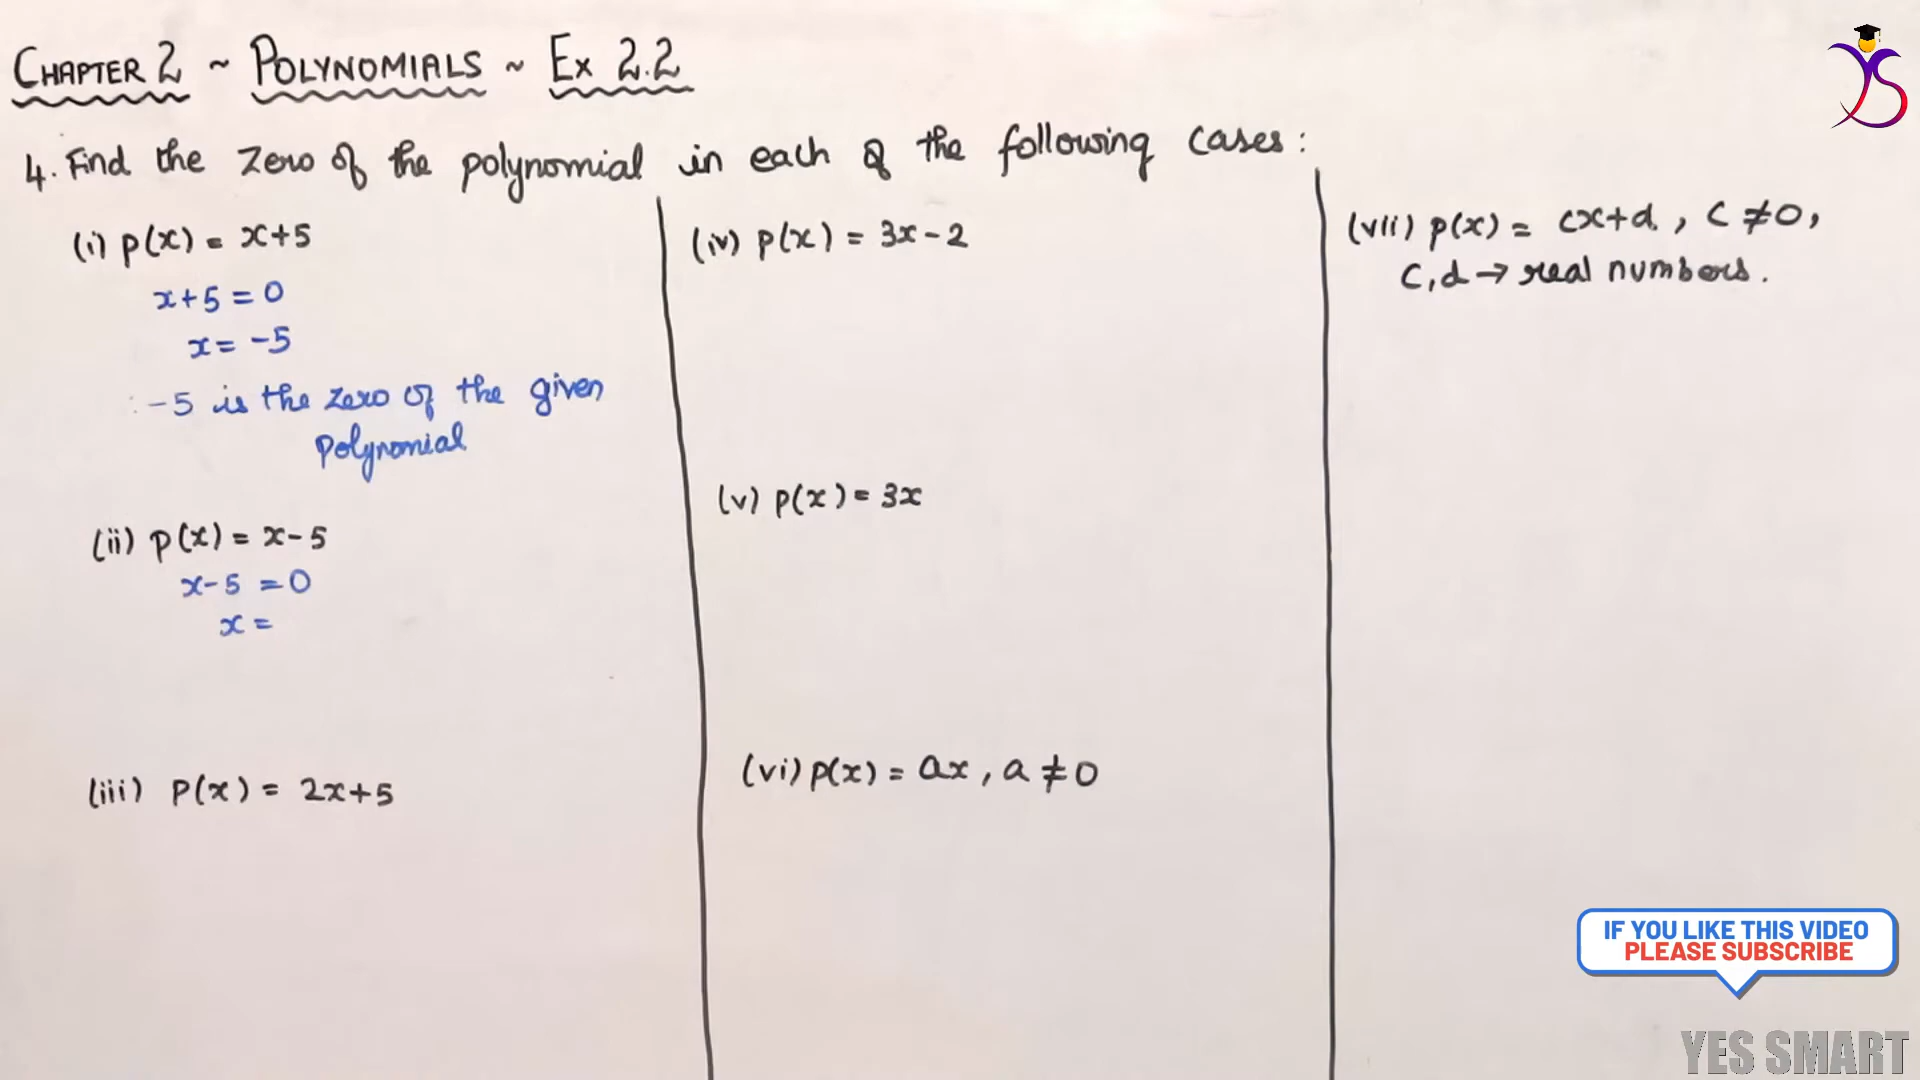 CHAPTER 2 ~ POLYNOMIALS ~ Ex 2.2
4. Find the zero of the polynomial in each of the following cases:
(i) p(x) = x+5
x+5 = 0
x = -5
∴ -5 is the zero of the given
polynomial
(ii) p(x) = x-5
x-5 = 0
x =
(iii) P(x) = 2x+5
(iv) p(x) = 3x-2
(v) p(x) = 3x
(vi) p(x) = ax, a ≠ 0
(vii) p(x) = cx+d, c ≠ 0,
c, d → real numbers.
IF YOU LIKE THIS VIDEO
PLEASE SUBSCRIBE
YES SMART